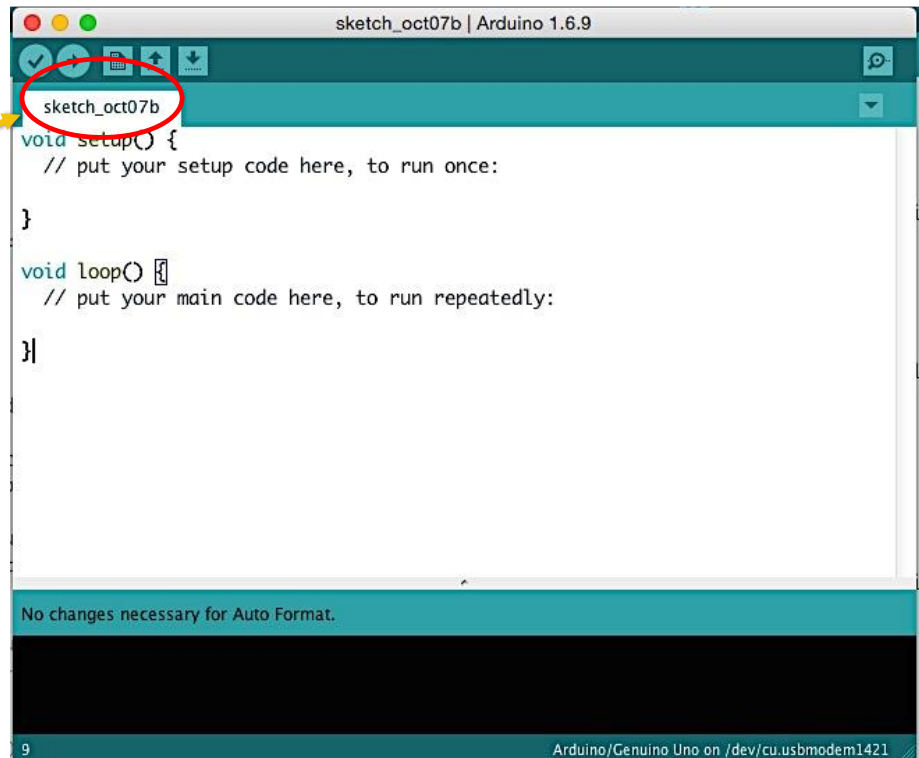 sketch_oct07b | Arduino 1.6.9
sketch_oct07b
void setup() {
  // put your setup code here, to run once:
}
void loop() {
  // put your main code here, to run repeatedly:
}
No changes necessary for Auto Format.
9
Arduino/Genuino Uno on /dev/cu.usbmodem1421